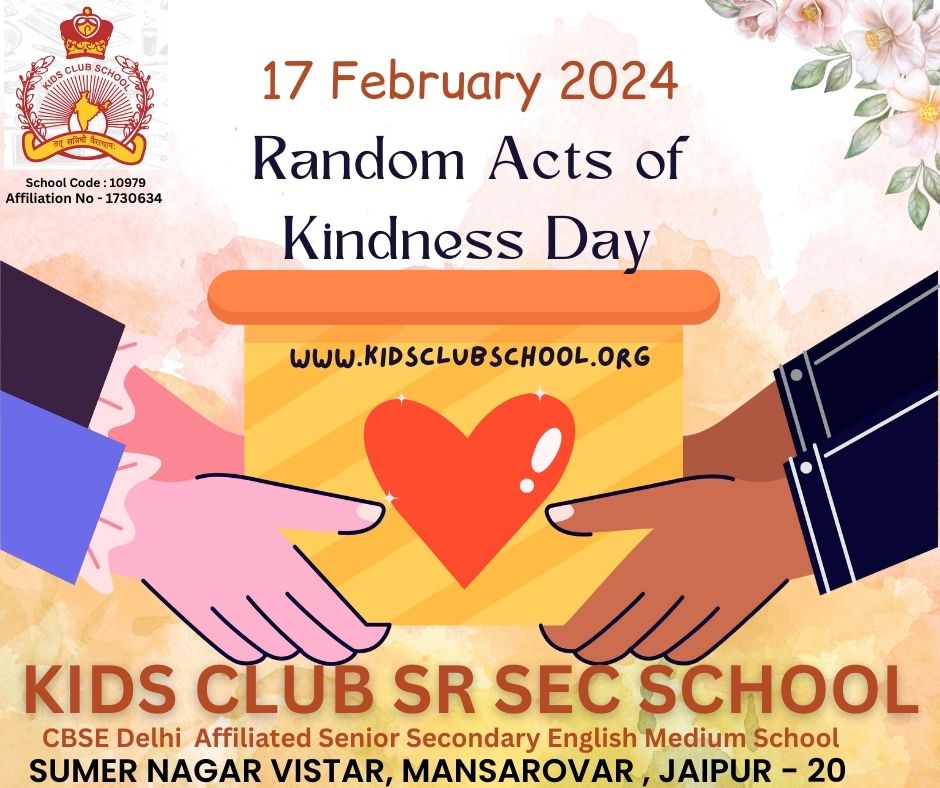 KIDS CLUB SCHOOL
School Code : 10979
Affiliation No - 1730634
17 February 2024
Random Acts of
Kindness Day
WWW.KIDSCLUBSCHOOL.ORG
KIDS CLUB SR SEC SCHOOL
CBSE Delhi Affiliated Senior Secondary English Medium School
SUMER NAGAR VISTAR, MANSAROVAR , JAIPUR - 20